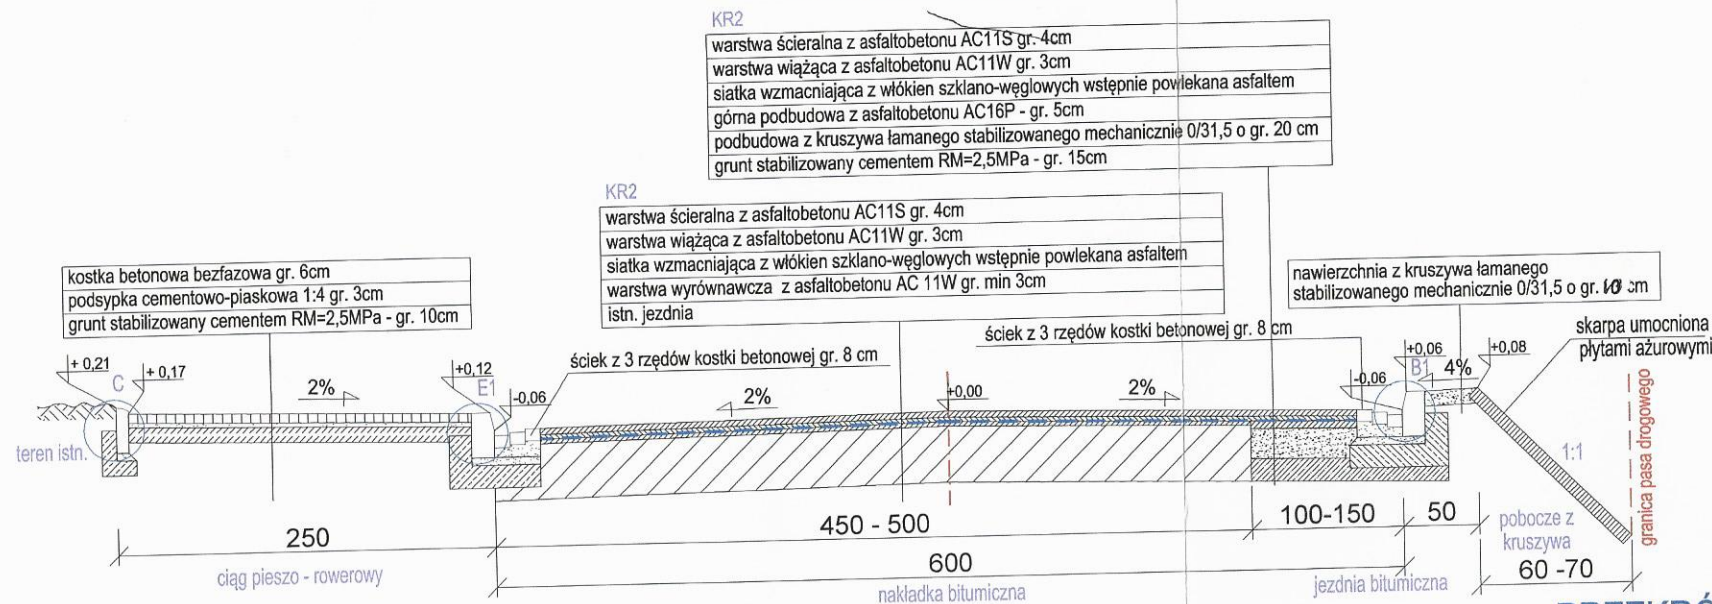 KR2
warstwa ścieralna z asfaltobetonu AC11S gr. 4cm
warstwa wiążąca z asfaltobetonu AC11W gr. 3cm
siatka wzmacniająca z włókien szklano-węglowych wstępnie powlekana asfaltem
górna podbudowa z asfaltobetonu AC16P - gr. 5cm
podbudowa z kruszywa łamanego stabilizowanego mechanicznie 0/31,5 o gr. 20 cm
grunt stabilizowany cementem RM=2,5MPa - gr. 15cm
KR2
warstwa ścieralna z asfaltobetonu AC11S gr. 4cm
warstwa wiążąca z asfaltobetonu AC11W gr. 3cm
siatka wzmacniająca z włókien szklano-węglowych wstępnie powlekana asfaltem
warstwa wyrównawcza z asfaltobetonu AC 11W gr. min 3cm
istn. jezdnia
kostka betonowa bezfazowa gr. 6cm
podsypka cementowo-piaskowa 1:4 gr. 3cm
grunt stabilizowany cementem RM=2,5MPa - gr. 10cm
nawierzchnia z kruszywa łamanego
stabilizowanego mechanicznie 0/31,5 o gr. cm
ściek z 3 rzędów kostki betonowej gr. 8 cm
ściek z 3 rzędów kostki betonowej gr. 8 cm
skarpa umocniona
płytami ażurowymi
+ 0,21
C
+ 0,17
2%
+0,12
E1
-0,06
2%
+0,00
2%
-0,06
+0,06
B1
4%
+0,08
teren istn.
1:1
granica pasa drogowego
250
450 - 500
100-150
50
pobocze z
kruszywa
ciąg pieszo - rowerowy
600
60 -70
nakładka bitumiczna
jezdnia bitumiczna